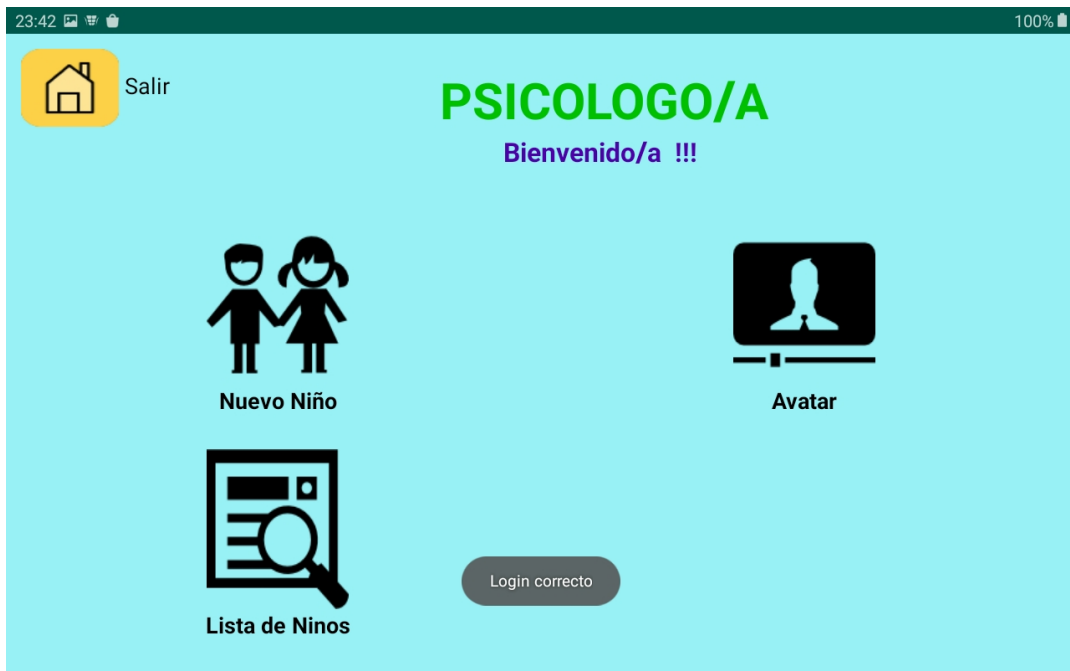 23:42
100%
Salir
PSICOLOGO/A
Bienvenido/a !!!
Nuevo Niño
Avatar
Lista de Ninos
Login correcto